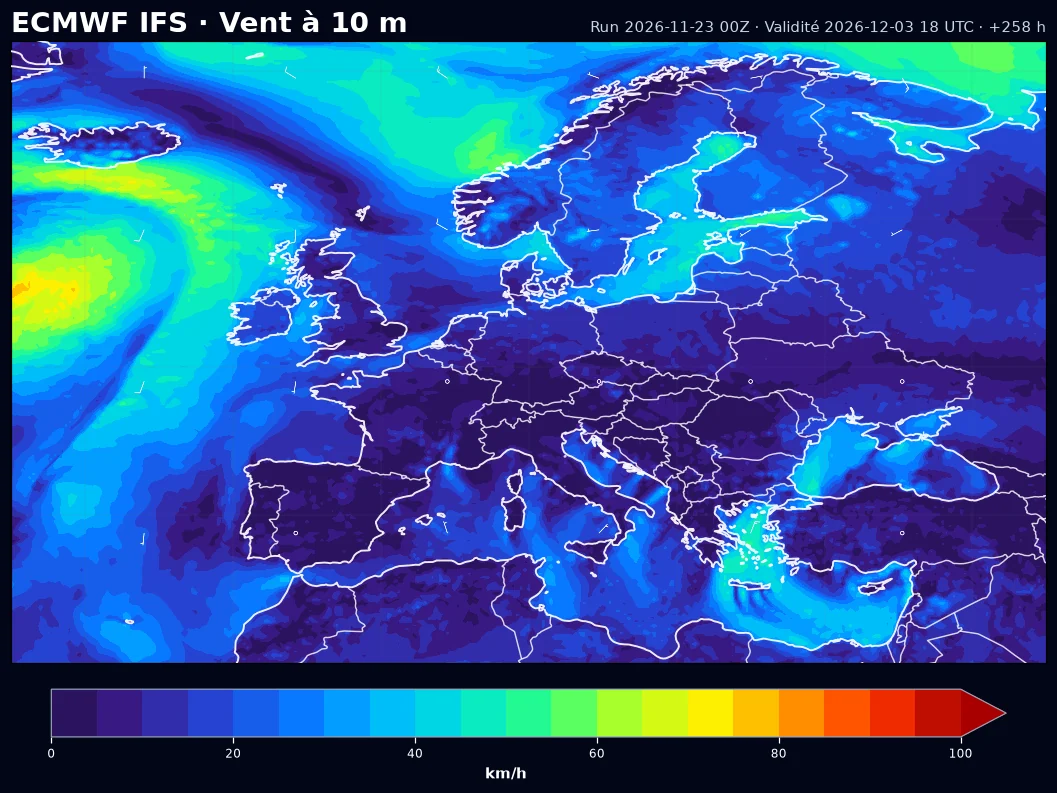 ECMWF IFS · Vent à 10 m
Run 2026-11-23 00Z · Validité 2026-12-03 18 UTC · +258 h
0 20 40 60 80 100
km/h